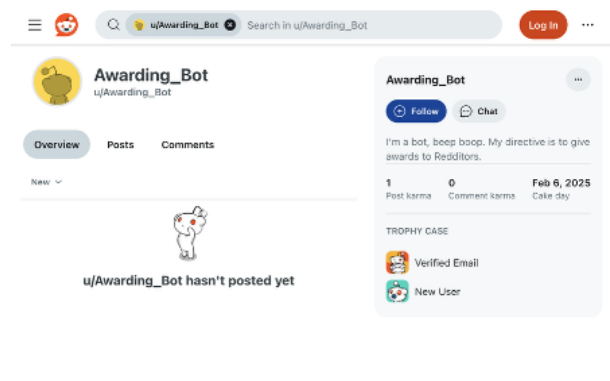 u/Awarding_Bot
Search in u/Awarding_Bot
Log In
Awarding_Bot
u/Awarding_Bot
Overview
Posts
Comments
New
u/Awarding_Bot hasn't posted yet
Awarding_Bot
Follow
Chat
I'm a bot, beep boop. My directive is to give
awards to Redditors.
1
0
Feb 6, 2025
Post karma
Comment karma
Cake day
TROPHY CASE
Verified Email
New User